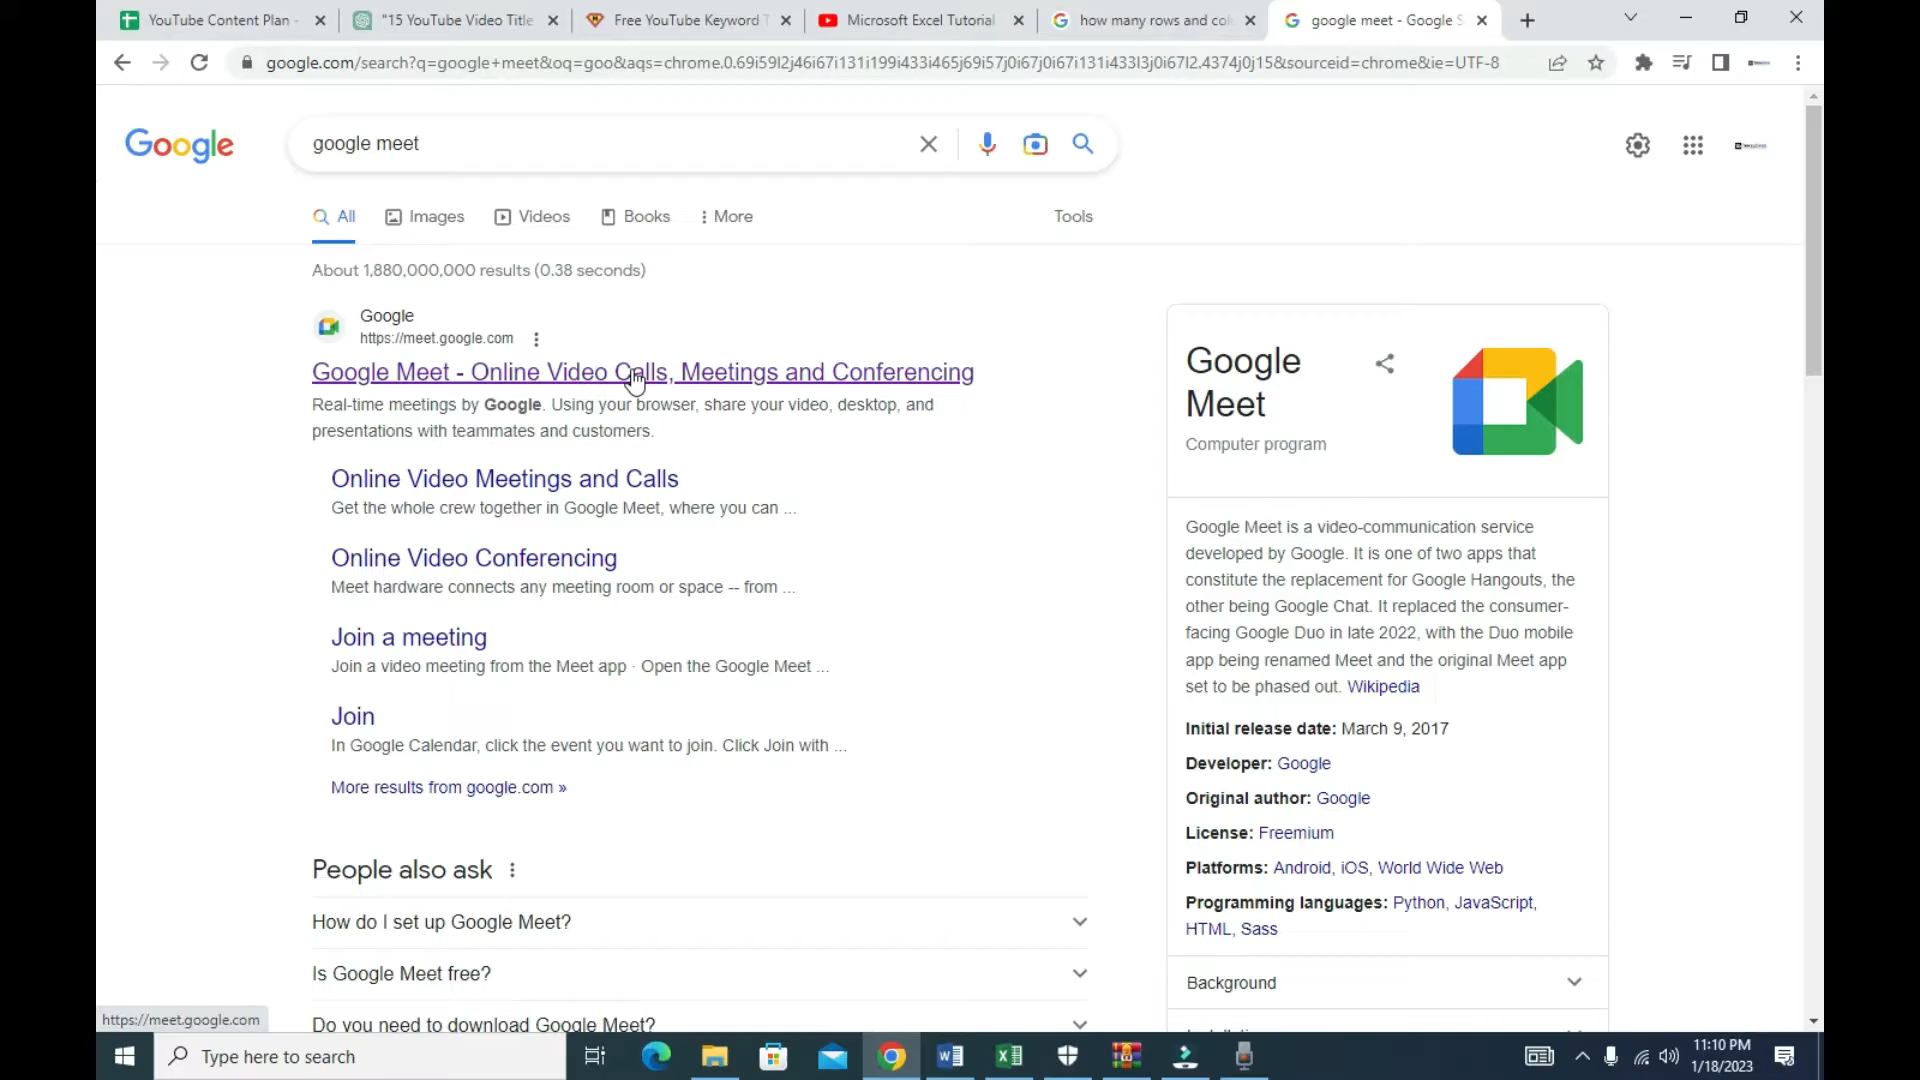 YouTube Content Plan -
"15 YouTube Video Title
Free YouTube Keyword T
Microsoft Excel Tutorial
how many rows and colu
google meet - Google S
google.com/search?q=google+meet&oq=goo&aqs=chrome.0.69i59l2j46i67i131i199i433i465j69i57j0i67j0i67i131i433l3j0i67l2.4374j0j15&sourceid=chrome&ie=UTF-8
Google
google meet
All
Images
Videos
Books
More
Tools
About 1,880,000,000 results (0.38 seconds)
Google
https://meet.google.com
Google Meet - Online Video Calls, Meetings and Conferencing
Real-time meetings by Google. Using your browser, share your video, desktop, and
presentations with teammates and customers.
Online Video Meetings and Calls
Get the whole crew together in Google Meet, where you can ...
Online Video Conferencing
Meet hardware connects any meeting room or space -- from ...
Join a meeting
Join a video meeting from the Meet app · Open the Google Meet ...
Join
In Google Calendar, click the event you want to join. Click Join with ...
More results from google.com »
People also ask
How do I set up Google Meet?
Is Google Meet free?
Do you need to download Google Meet?
Google
Meet
Computer program
Google Meet is a video-communication service
developed by Google. It is one of two apps that
constitute the replacement for Google Hangouts, the
other being Google Chat. It replaced the consumer-
facing Google Duo in late 2022, with the Duo mobile
app being renamed Meet and the original Meet app
set to be phased out. Wikipedia
Initial release date: March 9, 2017
Developer: Google
Original author: Google
License: Freemium
Platforms: Android, iOS, World Wide Web
Programming languages: Python, JavaScript,
HTML, Sass
Background
https://meet.google.com
Type here to search
11:10 PM
1/18/2023